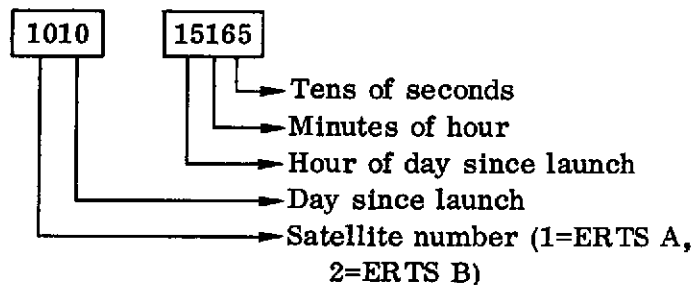 1010 15165
Tens of seconds
Minutes of hour
Hour of day since launch
Day since launch
Satellite number (1=ERTS A,
2=ERTS B)